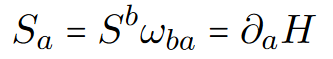 $S_a = S^b \omega_{ba} = \partial_a H$